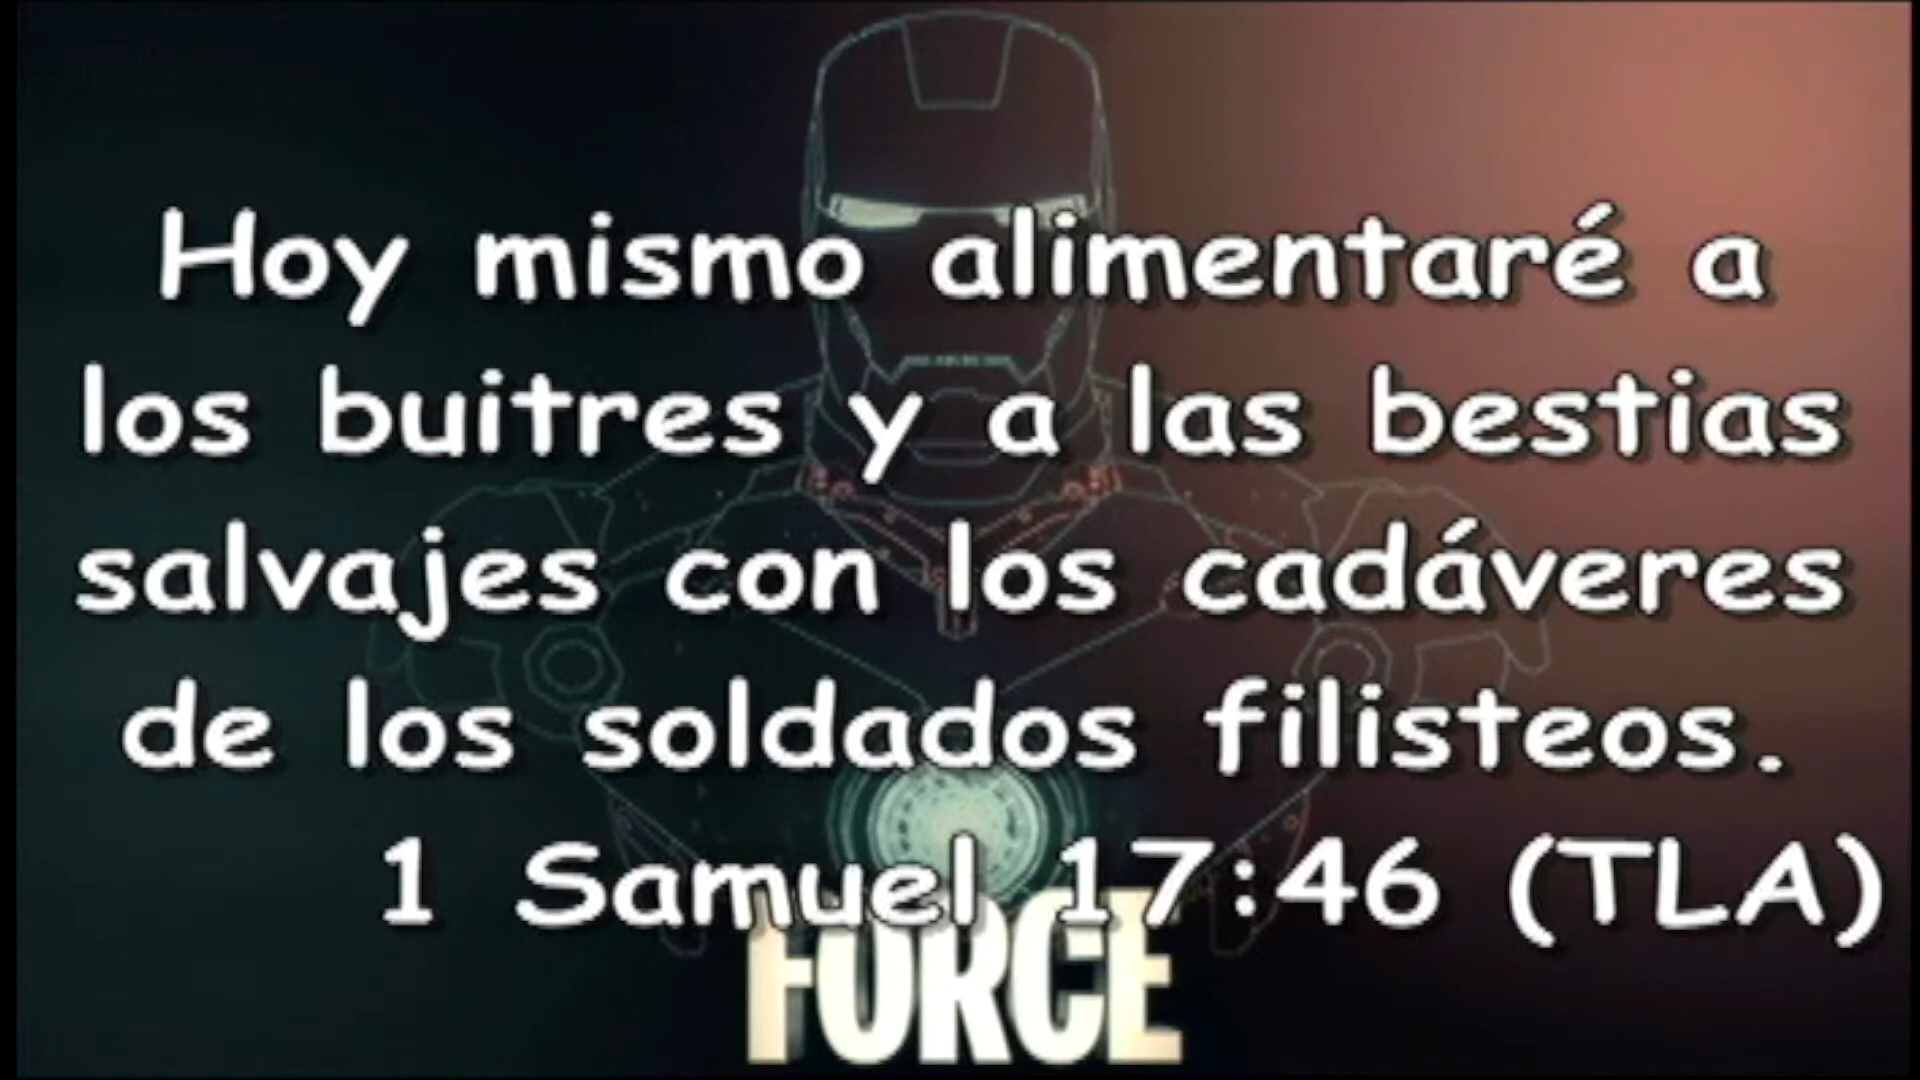 Hoy mismo alimentaré a
los buitres y a las bestias
salvajes con los cadáveres
de los soldados filisteos.
1 Samuel 17:46 (TLA)
FORCE